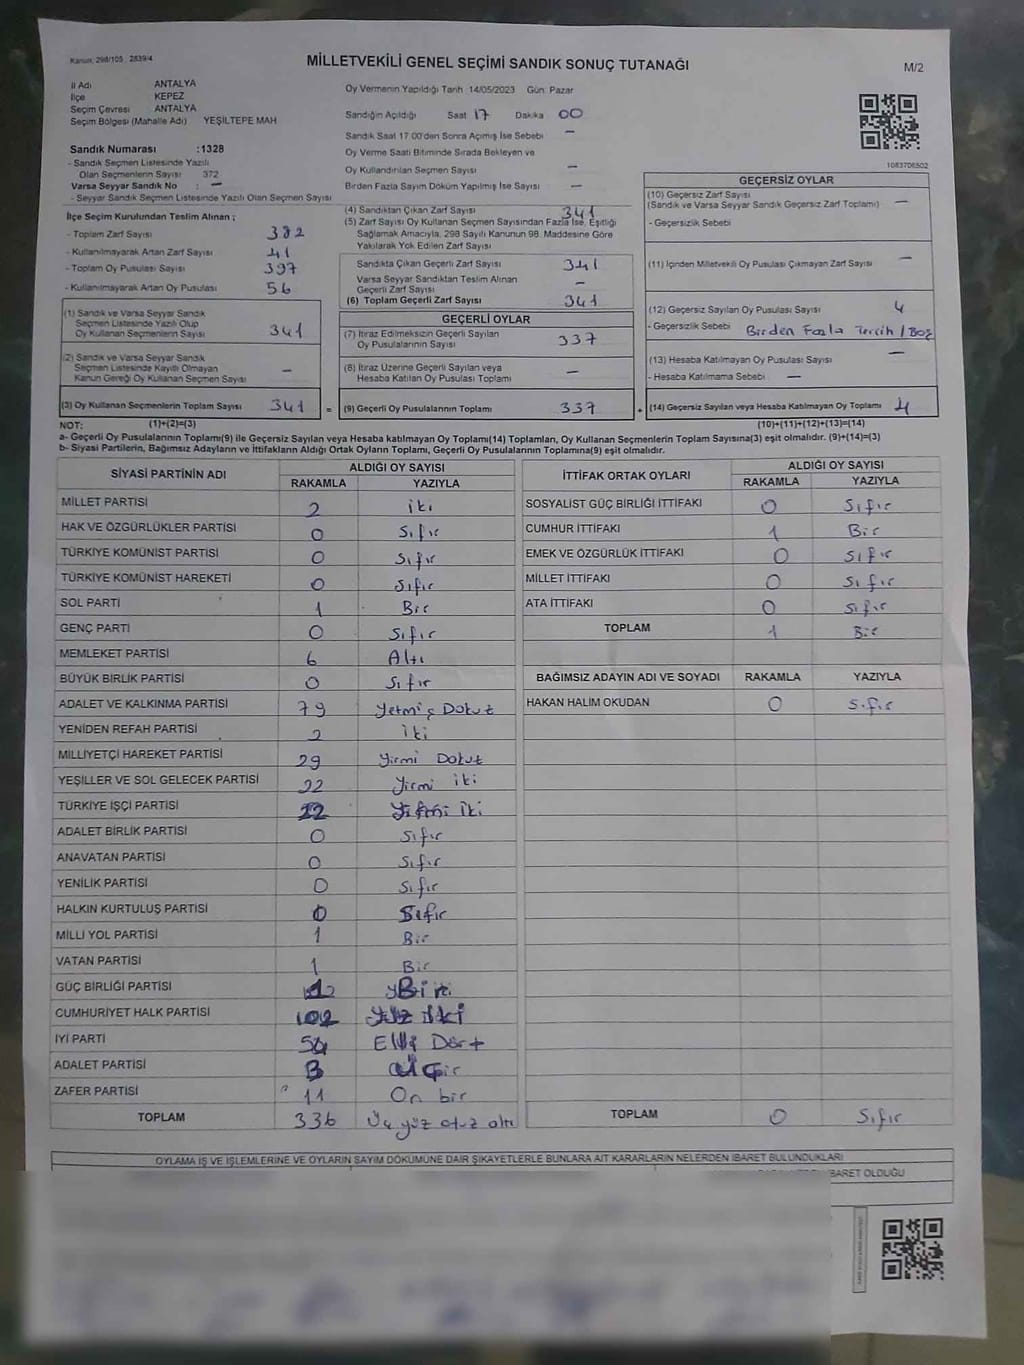 Kanun: 298/105 2839/4
MİLLETVEKİLİ GENEL SEÇİMİ SANDIK SONUÇ TUTANAĞI
M/2
İl Adı ANTALYA
İlçe KEPEZ
Seçim Çevresi ANTALYA
Seçim Bölgesi (Mahalle Adı) YEŞİLTEPE MAH
Sandık Numarası :1328
- Sandık Seçmen Listesinde Yazılı
Olan Seçmenlerin Sayısı 372
Varsa Seyyar Sandık No : -
- Seyyar Sandık Seçmen Listesinde Yazılı Olan Seçmen Sayısı
İlçe Seçim Kurulundan Teslim Alınan ;
- Toplam Zarf Sayısı 382
- Kullanılmayarak Artan Zarf Sayısı 41
- Toplam Oy Pusulası Sayısı 397
- Kullanılmayarak Artan Oy Pusulası 56
(1) Sandık ve Varsa Seyyar Sandık
Seçmen Listesinde Yazılı Olup
Oy Kullanan Seçmenlerin Sayısı 341
(2) Sandık ve Varsa Seyyar Sandık
Seçmen Listesinde Kayıtlı Olmayan
Kanun Gereği Oy Kullanan Seçmen Sayısı -
(3) Oy Kullanan Seçmenlerin Toplam Sayısı 341 =
Oy Vermenin Yapıldığı Tarih 14/05/2023 Gün: Pazar
Sandığın Açıldığı Saat 17 Dakika 00
Sandık Saat 17:00'den Sonra Açılmış İse Sebebi -
Oy Verme Saati Bitiminde Sırada Bekleyen ve
Oy Kullandırılan Seçmen Sayısı -
Birden Fazla Sayım Döküm Yapılmış İse Sayısı -
(4) Sandıktan Çıkan Zarf Sayısı 341
(5) Zarf Sayısı Oy Kullanan Seçmen Sayısından Fazla İse, Eşitliği
Sağlamak Amacıyla, 298 Sayılı Kanunun 98. Maddesine Göre
Yakılarak Yok Edilen Zarf Sayısı
Sandıkta Çıkan Geçerli Zarf Sayısı 341
Varsa Seyyar Sandıktan Teslim Alınan
Geçerli Zarf Sayısı -
(6) Toplam Geçerli Zarf Sayısı 341
GEÇERLİ OYLAR
(7) İtiraz Edilmeksizin Geçerli Sayılan
Oy Pusulalarının Sayısı 337
(8) İtiraz Üzerine Geçerli Sayılan veya
Hesaba Katılan Oy Pusulası Toplamı -
(9) Geçerli Oy Pusulalarının Toplamı 337 +
1083706502
GEÇERSİZ OYLAR
(10) Geçersiz Zarf Sayısı
(Sandık ve Varsa Seyyar Sandık Geçersiz Zarf Toplamı) -
- Geçersizlik Sebebi
(11) İçinden Milletvekili Oy Pusulası Çıkmayan Zarf Sayısı -
(12) Geçersiz Sayılan Oy Pusulası Sayısı 4
- Geçersizlik Sebebi Birden Fazla Tercih / Boş
(13) Hesaba Katılmayan Oy Pusulası Sayısı -
- Hesaba Katılmama Sebebi -
(14) Geçersiz Sayılan veya Hesaba Katılmayan Oy Toplamı 4
NOT: (1)+(2)=(3) (10)+(11)+(12)+(13)=(14)
a- Geçerli Oy Pusulaları Toplamı(9) ile Geçersiz Sayılan veya Hesaba katılmayan Oy Toplamı(14) Toplamları, Oy Kullanan Seçmenlerin Toplam Sayısına(3) eşit olmalıdır. (9)+(14)=(3)
b- Siyasi Partilerin, Bağımsız Adayların ve İttifakların Aldığı Ortak Oyların Toplamı, Geçerli Oy Pusulalarının Toplamına(9) eşit olmalıdır.
SİYASİ PARTİNİN ADI ALDIĞI OY SAYISI
RAKAMLA YAZIYLA
MİLLET PARTİSİ 2 iki
HAK VE ÖZGÜRLÜKLER PARTİSİ 0 Sıfır
TÜRKİYE KOMÜNİST PARTİSİ 0 Sıfır
TÜRKİYE KOMÜNİST HAREKETİ 0 Sıfır
SOL PARTİ 1 Bir
GENÇ PARTİ 0 Sıfır
MEMLEKET PARTİSİ 6 Altı
BÜYÜK BİRLİK PARTİSİ 0 Sıfır
ADALET VE KALKINMA PARTİSİ 79 Yetmiş Dokuz
YENİDEN REFAH PARTİSİ 2 iki
MİLLİYETÇİ HAREKET PARTİSİ 29 Yirmi Dokuz
YEŞİLLER VE SOL GELECEK PARTİSİ 22 Yirmi iki
TÜRKİYE İŞÇİ PARTİSİ 22 Yirmi iki
ADALET BİRLİK PARTİSİ 0 Sıfır
ANAVATAN PARTİSİ 0 Sıfır
YENİLİK PARTİSİ 0 Sıfır
HALKIN KURTULUŞ PARTİSİ 0 Sıfır
MİLLİ YOL PARTİSİ 1 Bir
VATAN PARTİSİ 1 Bir
GÜÇ BİRLİĞİ PARTİSİ
CUMHURİYET HALK PARTİSİ 102 Yüz iki
İYİ PARTİ 54 Elli Dört
ADALET PARTİSİ 3
ZAFER PARTİSİ 11 On bir
TOPLAM 336 Üç yüz otuz altı
İTTİFAK ORTAK OYLARI ALDIĞI OY SAYISI
RAKAMLA YAZIYLA
SOSYALİST GÜÇ BİRLİĞİ İTTİFAKI 0 Sıfır
CUMHUR İTTİFAKI 1 Bir
EMEK VE ÖZGÜRLÜK İTTİFAKI 0 Sıfır
MİLLET İTTİFAKI 0 Sıfır
ATA İTTİFAKI 0 Sıfır
TOPLAM 1 Bir
BAĞIMSIZ ADAYIN ADI VE SOYADI RAKAMLA YAZIYLA
HAKAN HALİM OKUDAN 0 Sıfır
TOPLAM 0 Sıfır
OYLAMA İŞ VE İŞLEMLERİNE VE OYLARIN SAYIM DÖKÜMÜNE DAİR ŞİKAYETLERLE BUNLARA AİT KARARLARIN NELERDEN İBARET BULUNDUKLARI
BARET OLDUĞU